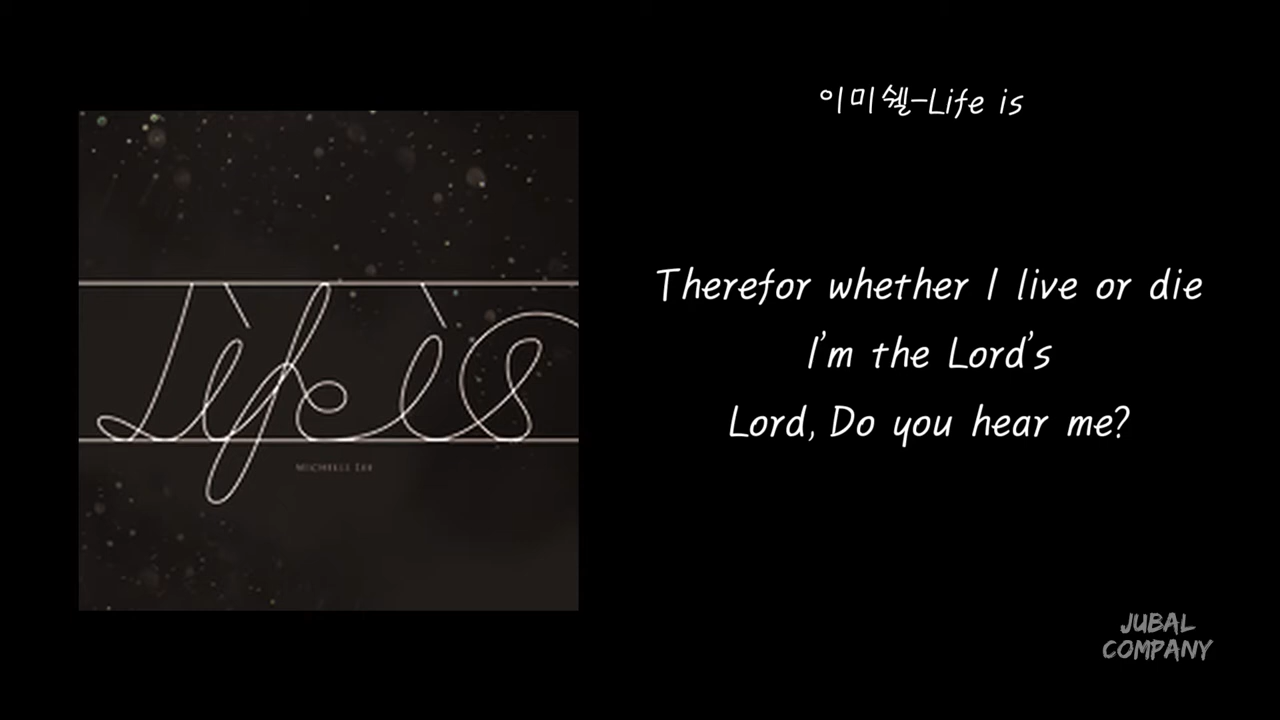 이미쉘-Life is
Life is
MICHELLE LEE
Therefor whether I live or die
I'm the Lord's
Lord, Do you hear me?
JUBAL
COMPANY